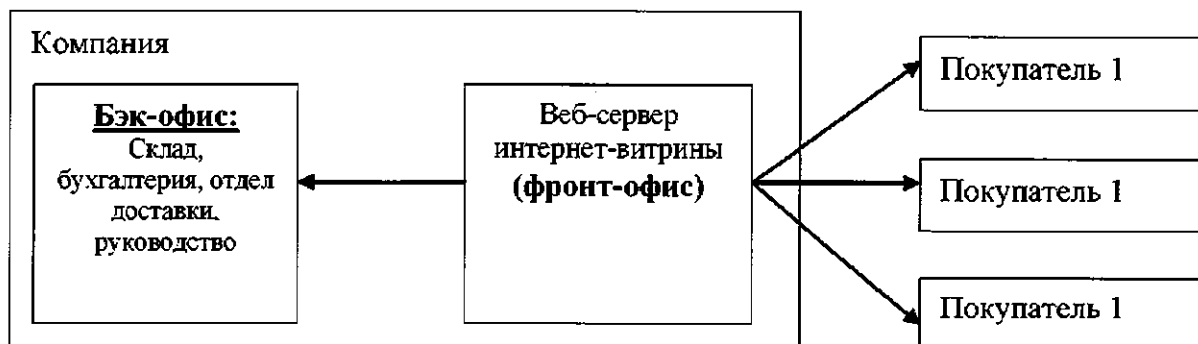 Компания
Бэк-офис:
Склад,
бухгалтерия, отдел
доставки,
руководство
Веб-сервер
интернет-витрины
(фронт-офис)
Покупатель 1
Покупатель 1
Покупатель 1